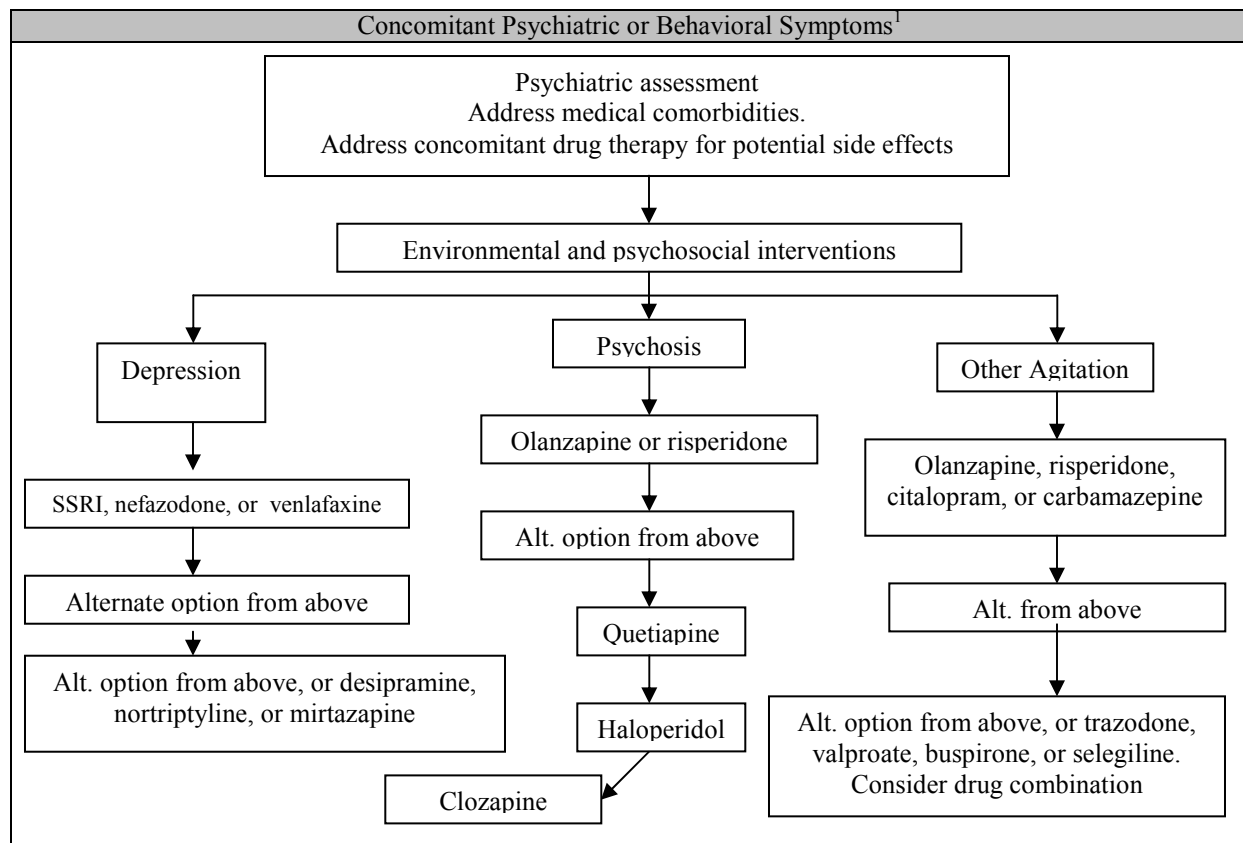 Concomitant Psychiatric or Behavioral Symptoms1
Psychiatric assessment
Address medical comorbidities.
Address concomitant drug therapy for potential side effects
Environmental and psychosocial interventions
Depression
SSRI, nefazodone, or venlafaxine
Alternate option from above
Alt. option from above, or desipramine,
nortriptyline, or mirtazapine
Psychosis
Olanzapine or risperidone
Alt. option from above
Quetiapine
Haloperidol
Clozapine
Other Agitation
Olanzapine, risperidone,
citalopram, or carbamazepine
Alt. from above
Alt. option from above, or trazodone,
valproate, buspirone, or selegiline.
Consider drug combination